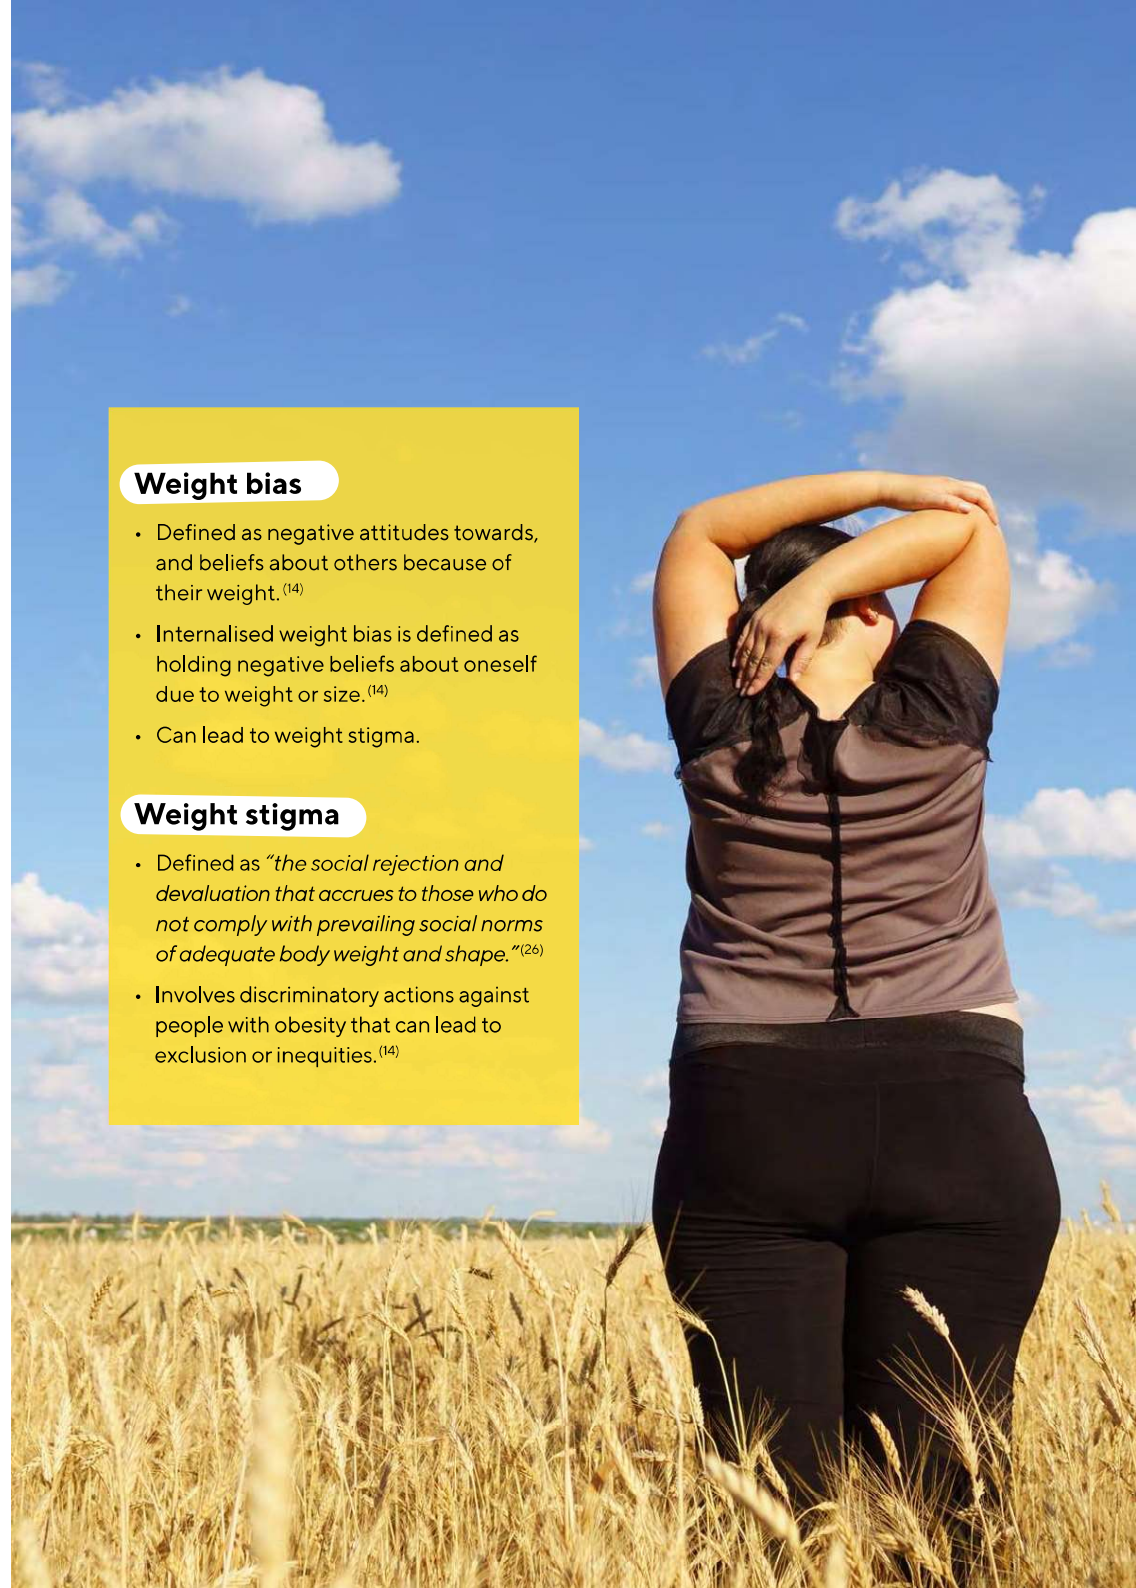 Weight bias
• Defined as negative attitudes towards,
and beliefs about others because of
their weight.(14)
• Internalised weight bias is defined as
holding negative beliefs about oneself
due to weight or size.(14)
• Can lead to weight stigma.
Weight stigma
• Defined as “the social rejection and
devaluation that accrues to those who do
not comply with prevailing social norms
of adequate body weight and shape.”(26)
• Involves discriminatory actions against
people with obesity that can lead to
exclusion or inequities.(14)